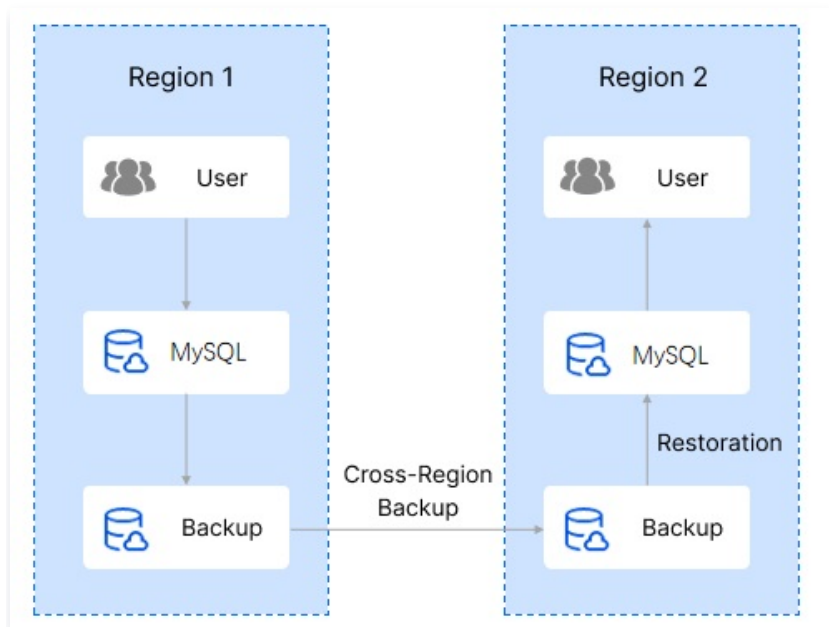 Region 1
User
MySQL
Backup
Cross-Region
Backup
Region 2
User
MySQL
Restoration
Backup